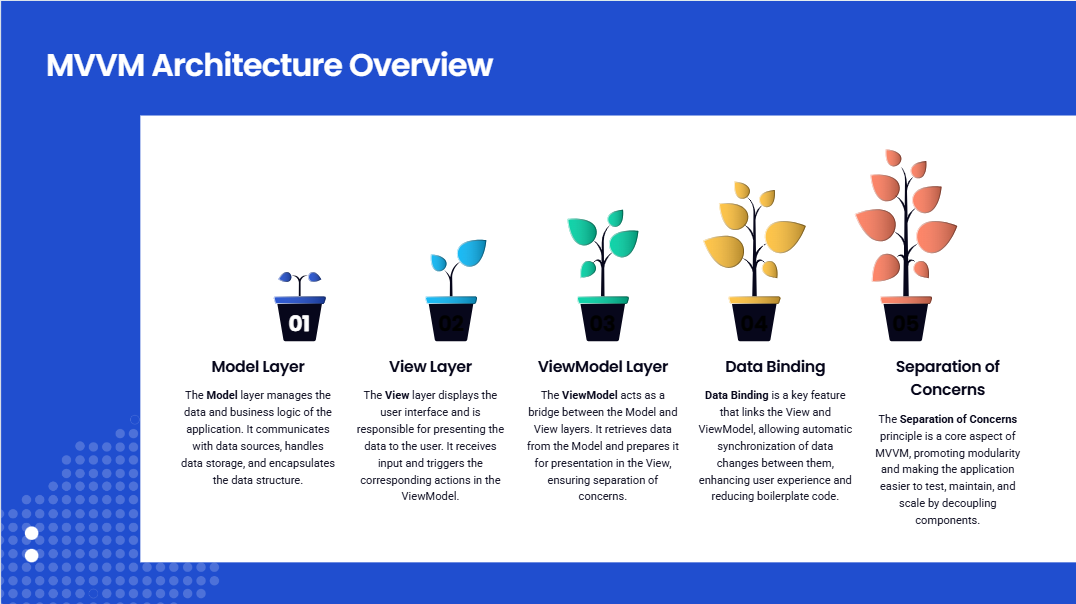 MVVM Architecture Overview
01
02
03
04
05
Model Layer
The Model layer manages the
data and business logic of the
application. It communicates
with data sources, handles
data storage, and encapsulates
the data structure.
View Layer
The View layer displays the
user interface and is
responsible for presenting the
data to the user. It receives
input and triggers the
corresponding actions in the
ViewModel.
ViewModel Layer
The ViewModel acts as a
bridge between the Model and
View layers. It retrieves data
from the Model and prepares it
for presentation in the View,
ensuring separation of
concerns.
Data Binding
Data Binding is a key feature
that links the View and
ViewModel, allowing automatic
synchronization of data
changes between them,
enhancing user experience and
reducing boilerplate code.
Separation of
Concerns
The Separation of Concerns
principle is a core aspect of
MVVM, promoting modularity
and making the application
easier to test, maintain, and
scale by decoupling
components.